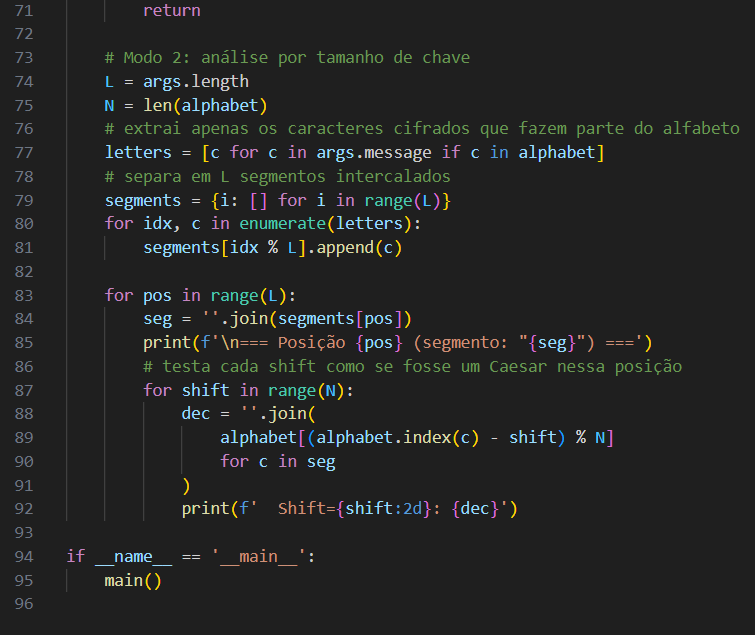 71 return
72
73 # Modo 2: análise por tamanho de chave
74 L = args.length
75 N = len(alphabet)
76 # extrai apenas os caracteres cifrados que fazem parte do alfabeto
77 letters = [c for c in args.message if c in alphabet]
78 # separa em L segmentos intercalados
79 segments = {i: [] for i in range(L)}
80 for idx, c in enumerate(letters):
81 segments[idx % L].append(c)
82
83 for pos in range(L):
84 seg = ''.join(segments[pos])
85 print(f'\n=== Posição {pos} (segmento: "{seg}") ===')
86 # testa cada shift como se fosse um Caesar nessa posição
87 for shift in range(N):
88 dec = ''.join(
89 alphabet[(alphabet.index(c) - shift) % N]
90 for c in seg
91 )
92 print(f'  Shift={shift:2d}: {dec}')
93
94 if __name__ == '__main__':
95 main()
96